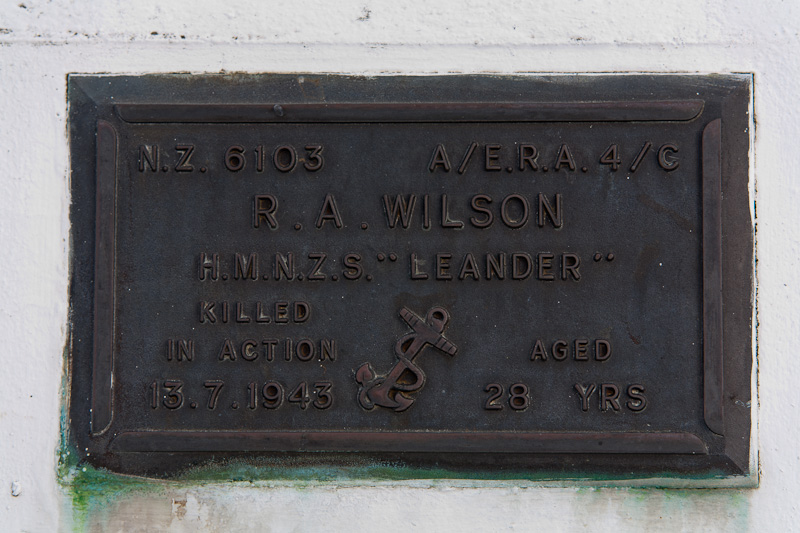 N.Z. 6103 A/E.R.A. 4/C
R.A. WILSON
H.M.N.Z.S. "LEANDER"
KILLED
IN ACTION AGED
13.7.1943 28 YRS